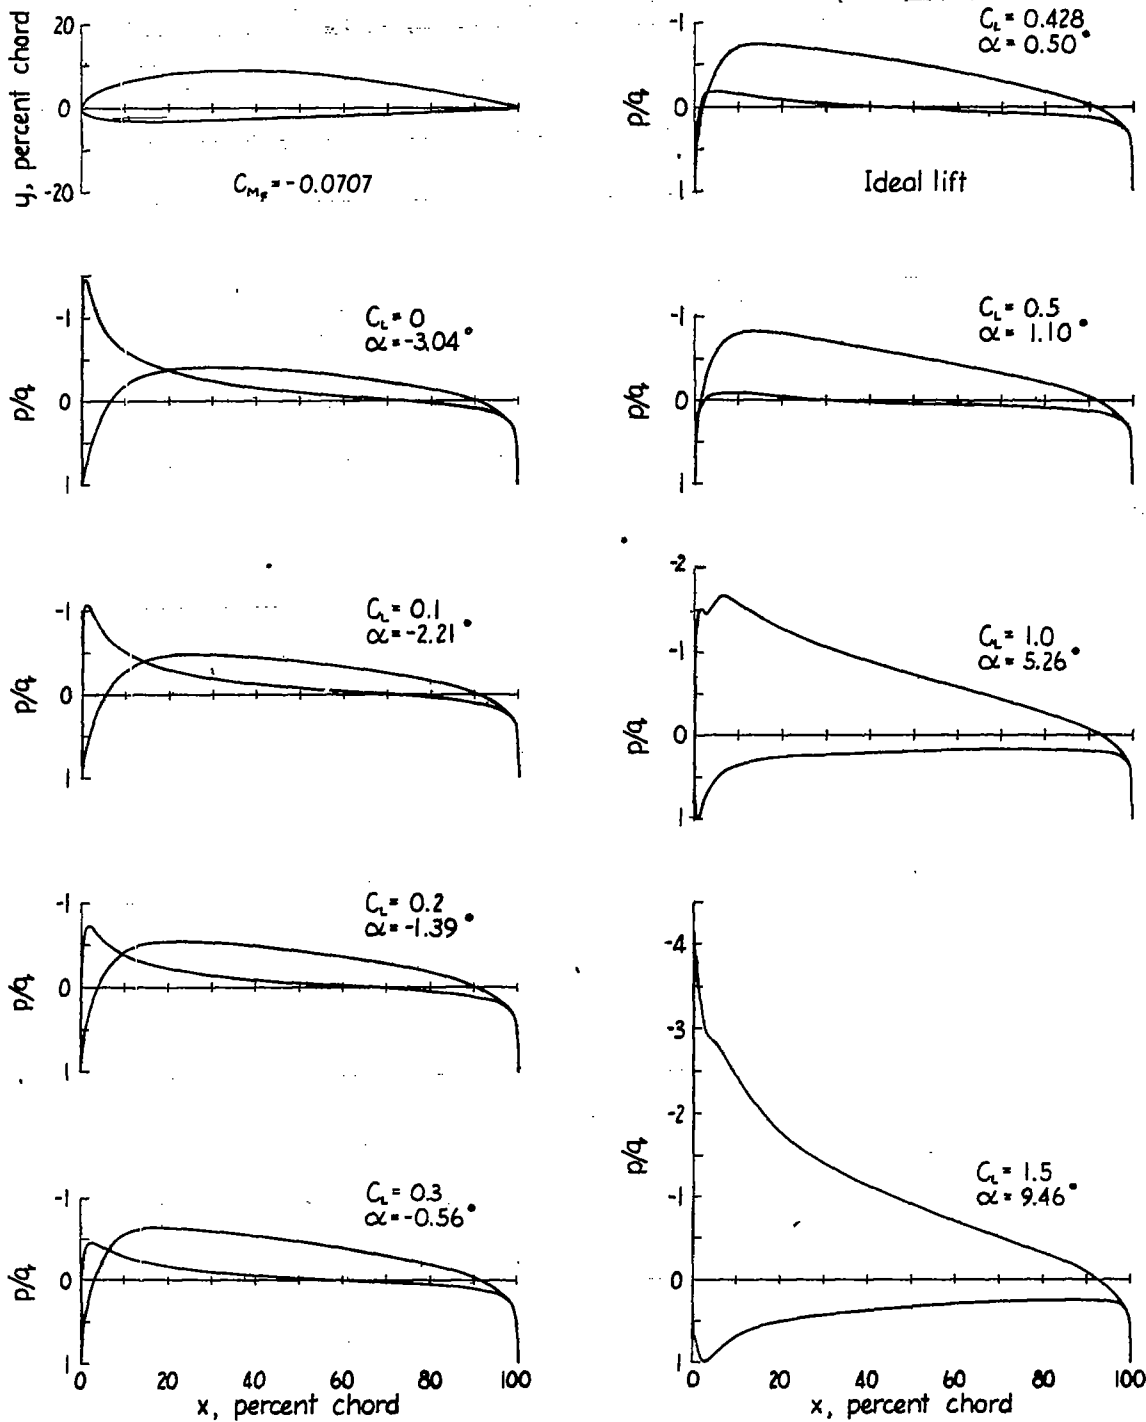 20
0
-20
y, percent chord
C_M_F = -0.0707
-1
0
1
p/q
C_L = 0
α = -3.04°
-1
0
1
p/q
C_L = 0.1
α = -2.21°
-1
0
1
p/q
C_L = 0.2
α = -1.39°
-1
0
1
p/q
C_L = 0.3
α = -0.56°
0 20 40 60 80 100
x, percent chord
-1
0
1
p/q
C_L = 0.428
α = 0.50°
Ideal lift
-1
0
1
p/q
C_L = 0.5
α = 1.10°
-2
-1
0
1
p/q
C_L = 1.0
α = 5.26°
-4
-3
-2
-1
0
1
p/q
C_L = 1.5
α = 9.46°
0 20 40 60 80 100
x, percent chord